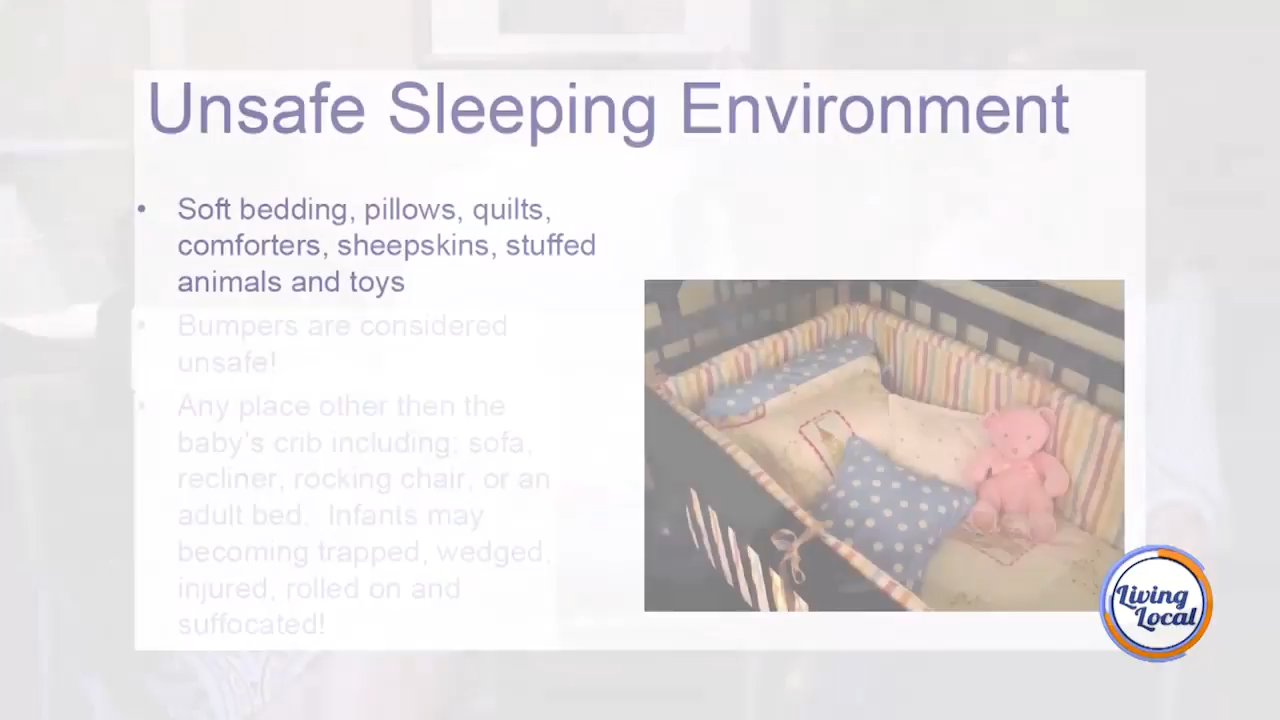 Unsafe Sleeping Environment
• Soft bedding, pillows, quilts,
comforters, sheepskins, stuffed
animals and toys
• Bumpers are considered
unsafe!
• Any place other then the
baby's crib including: sofa,
recliner, rocking chair, or an
adult bed. Infants may
becoming trapped, wedged,
injured, rolled on and
suffocated!
Living
Local